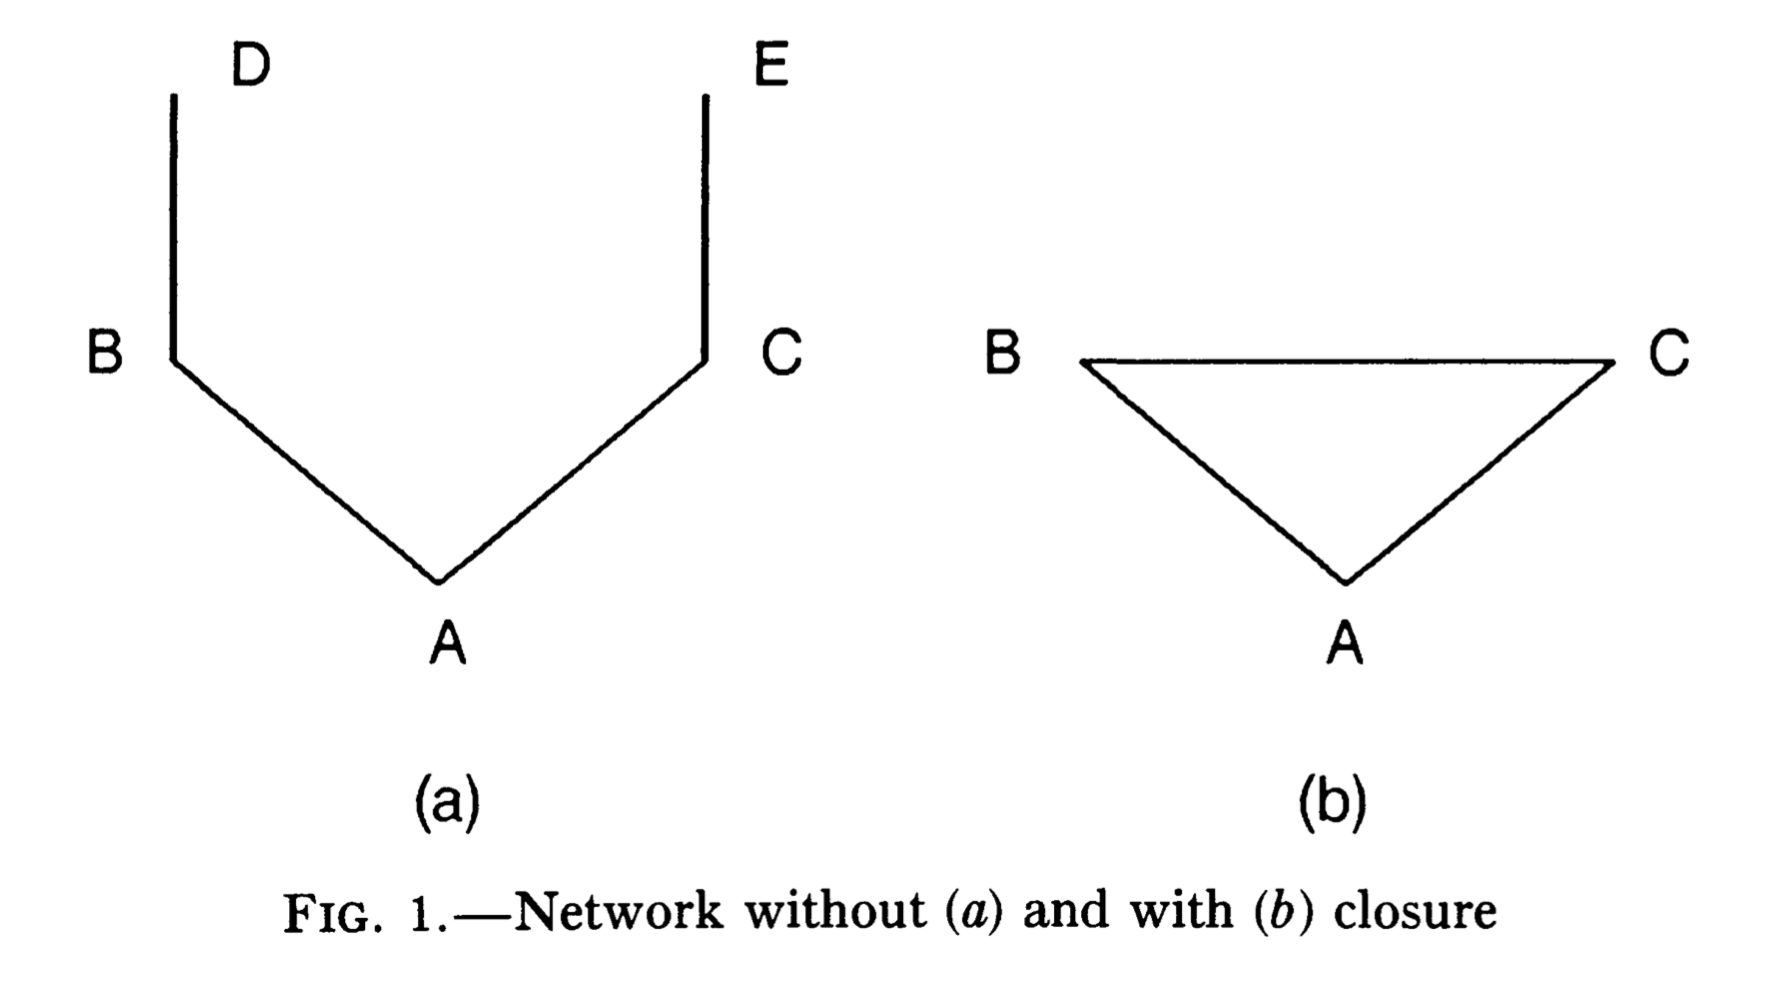 D E
B C B C
A A
(a) (b)
FIG. 1.—Network without (a) and with (b) closure